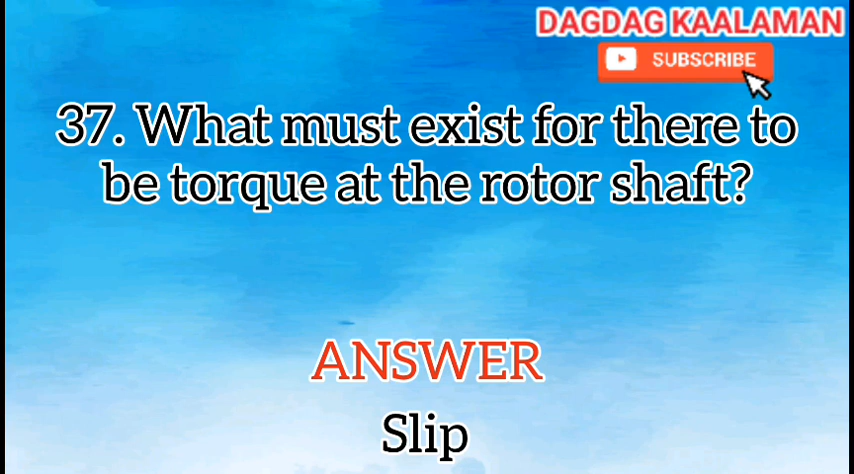 DAGDAG KAALAMAN
SUBSCRIBE
37. What must exist for there to
be torque at the rotor shaft?
ANSWER
Slip